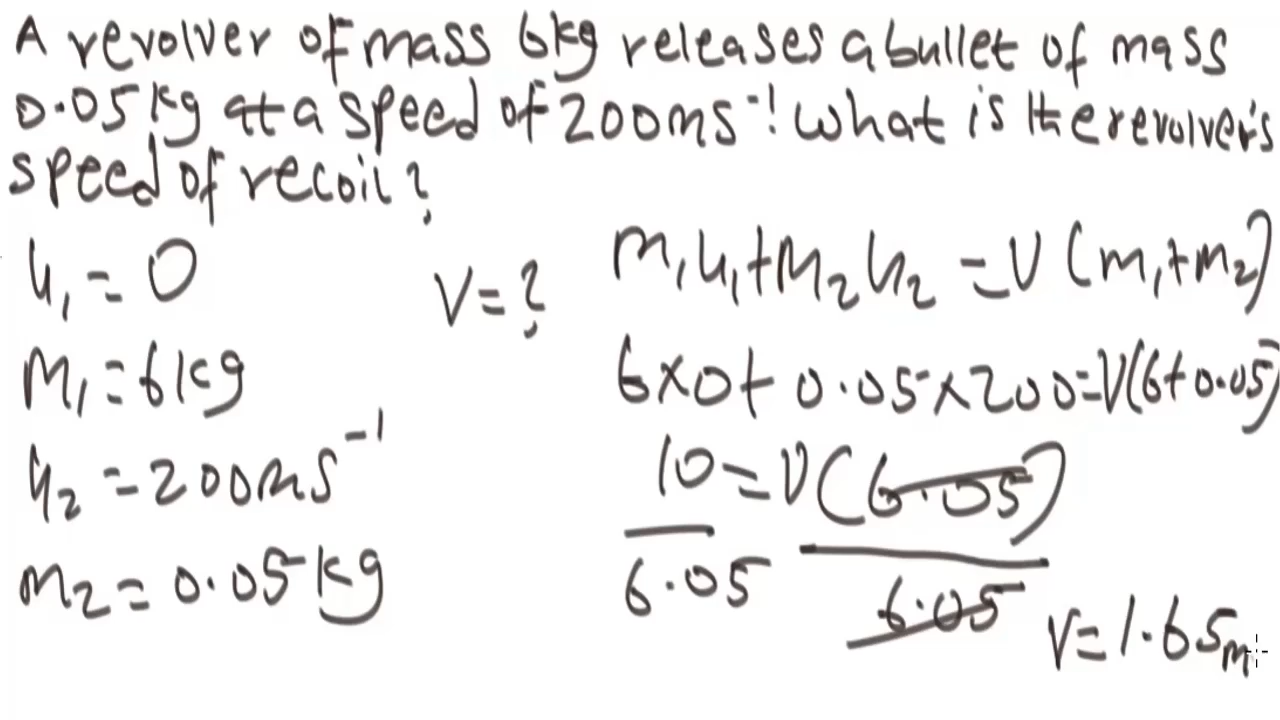 A revolver of mass 6kg releases a bullet of mass
0.05kg at a speed of 200ms⁻¹. What is the revolver's
speed of recoil?
u₁ = 0
V = ?
m₁u₁+m₂u₂ = V(m₁+m₂)
M₁ = 6kg
6×0+ 0.05×200=V(6+0.05)
u₂ = 200ms⁻¹
10 = V(6.05)
6.05 6.05
m₂ = 0.05kg
V = 1.65m